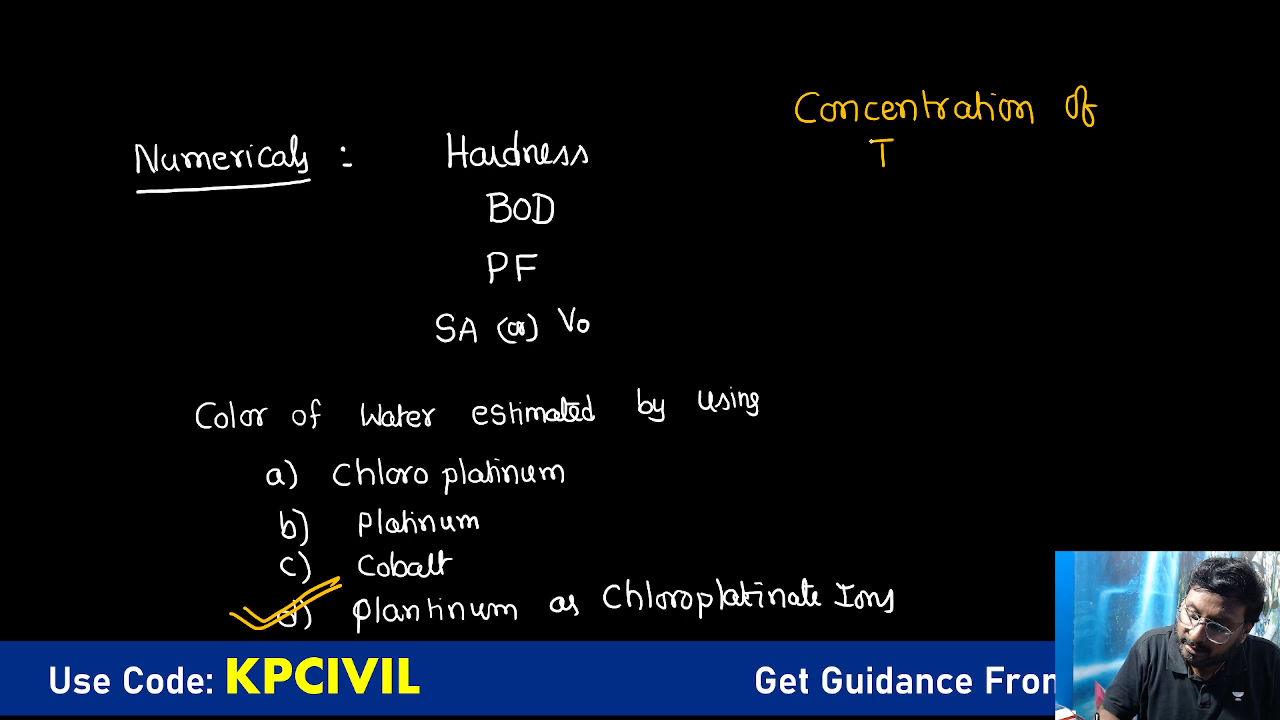 Concentration of
T
Numericals : Hardness
BOD
PF
SA (or) Vo
Color of Water estimated by using
a) Chloro platinum
b) Platinum
c) Cobalt
d) plantinum as Chloroplatinate Ions
Use Code: KPCIVIL
Get Guidance From